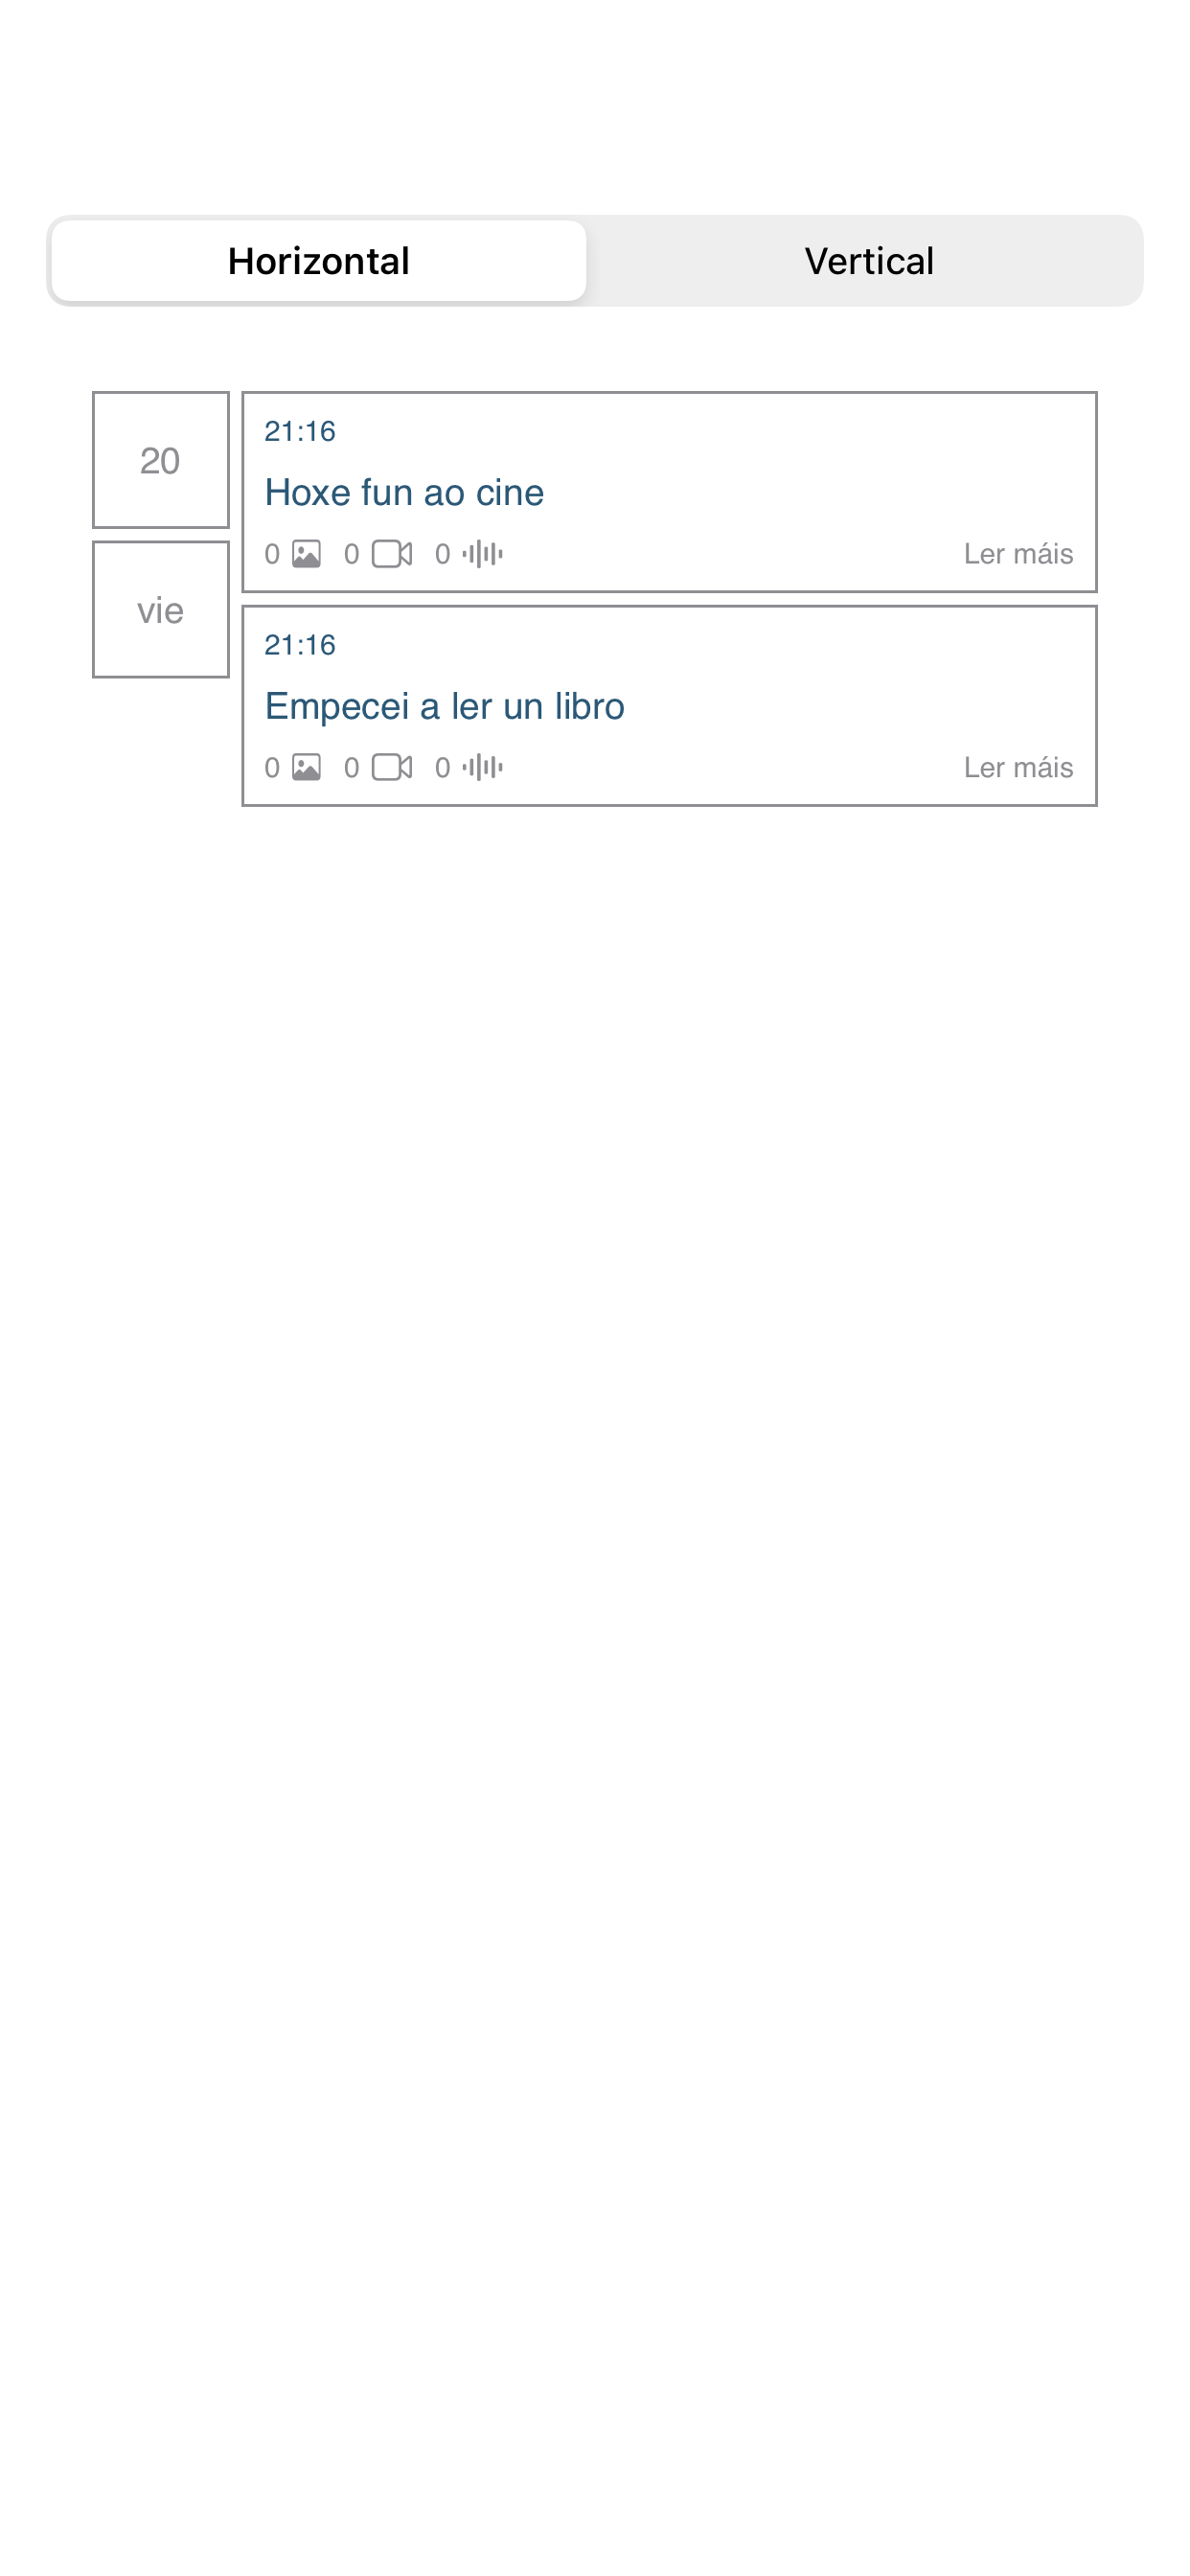 Horizontal Vertical
20
vie
21:16
Hoxe fun ao cine
0 0 0 Ler máis
21:16
Empecei a ler un libro
0 0 0 Ler máis